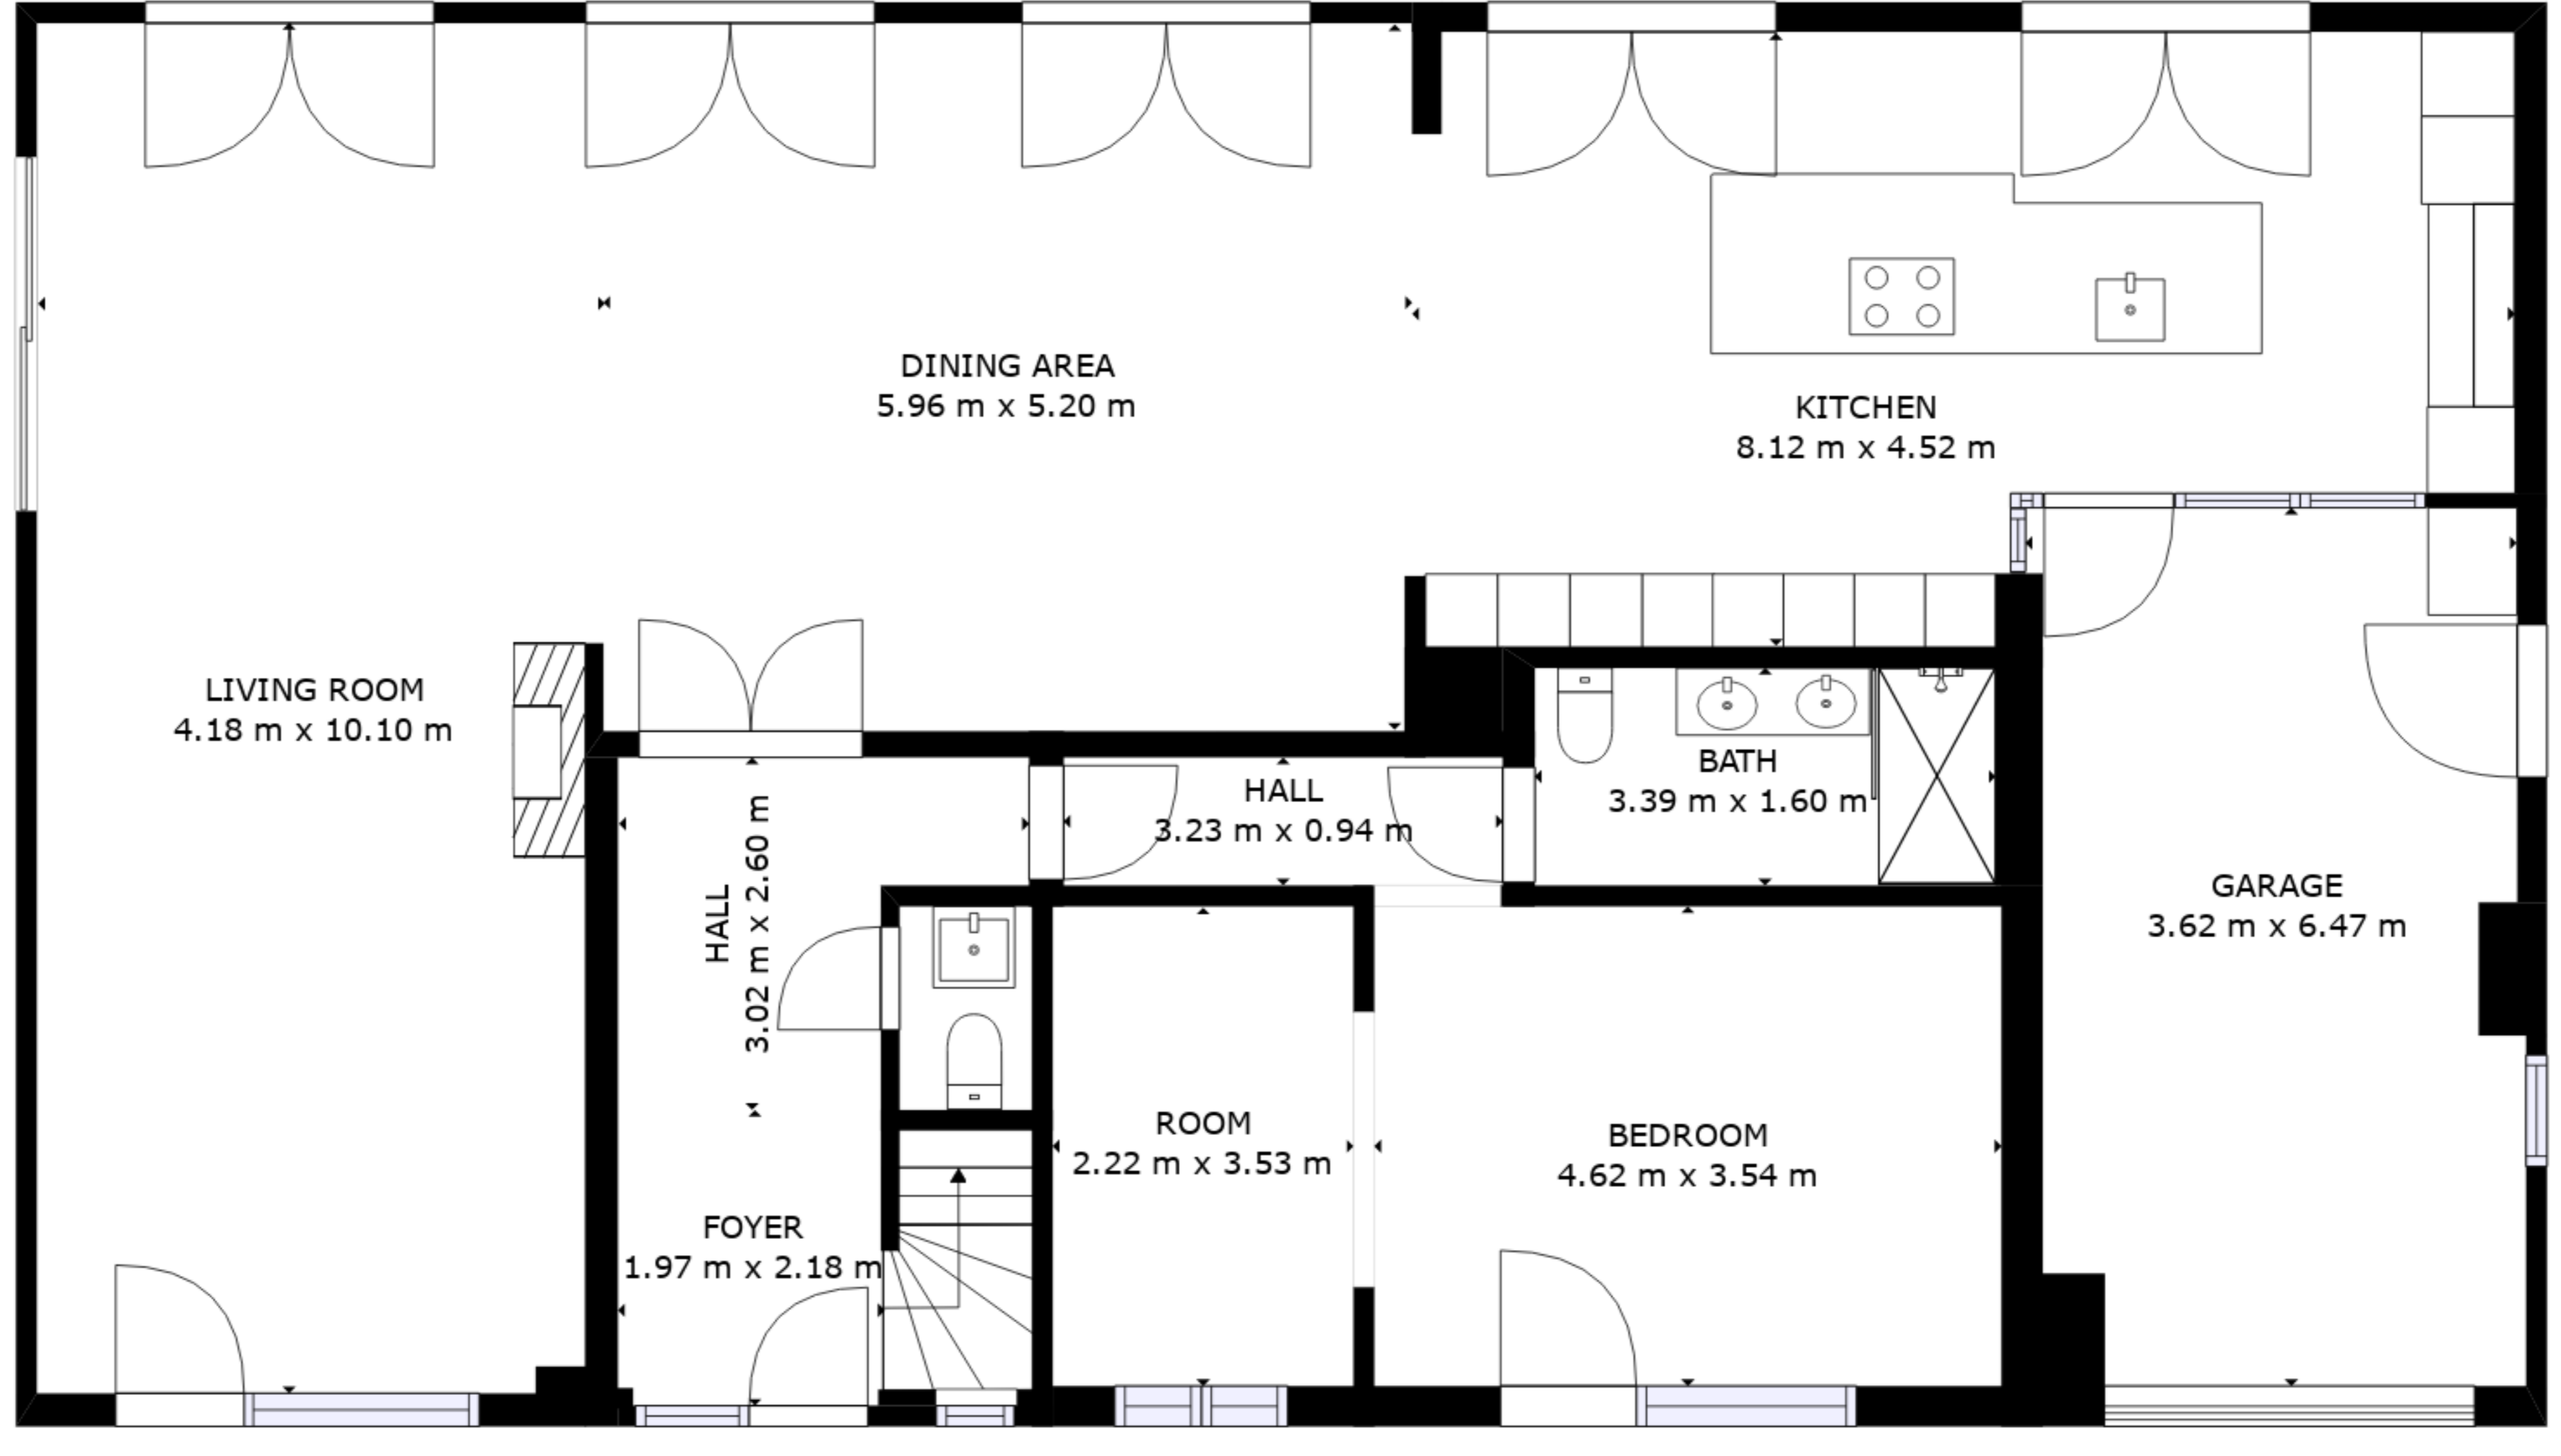 DINING AREA
5.96 m x 5.20 m
KITCHEN
8.12 m x 4.52 m
LIVING ROOM
4.18 m x 10.10 m
HALL
3.02 m x 2.60 m
HALL
3.23 m x 0.94 m
BATH
3.39 m x 1.60 m
GARAGE
3.62 m x 6.47 m
ROOM
2.22 m x 3.53 m
BEDROOM
4.62 m x 3.54 m
FOYER
1.97 m x 2.18 m